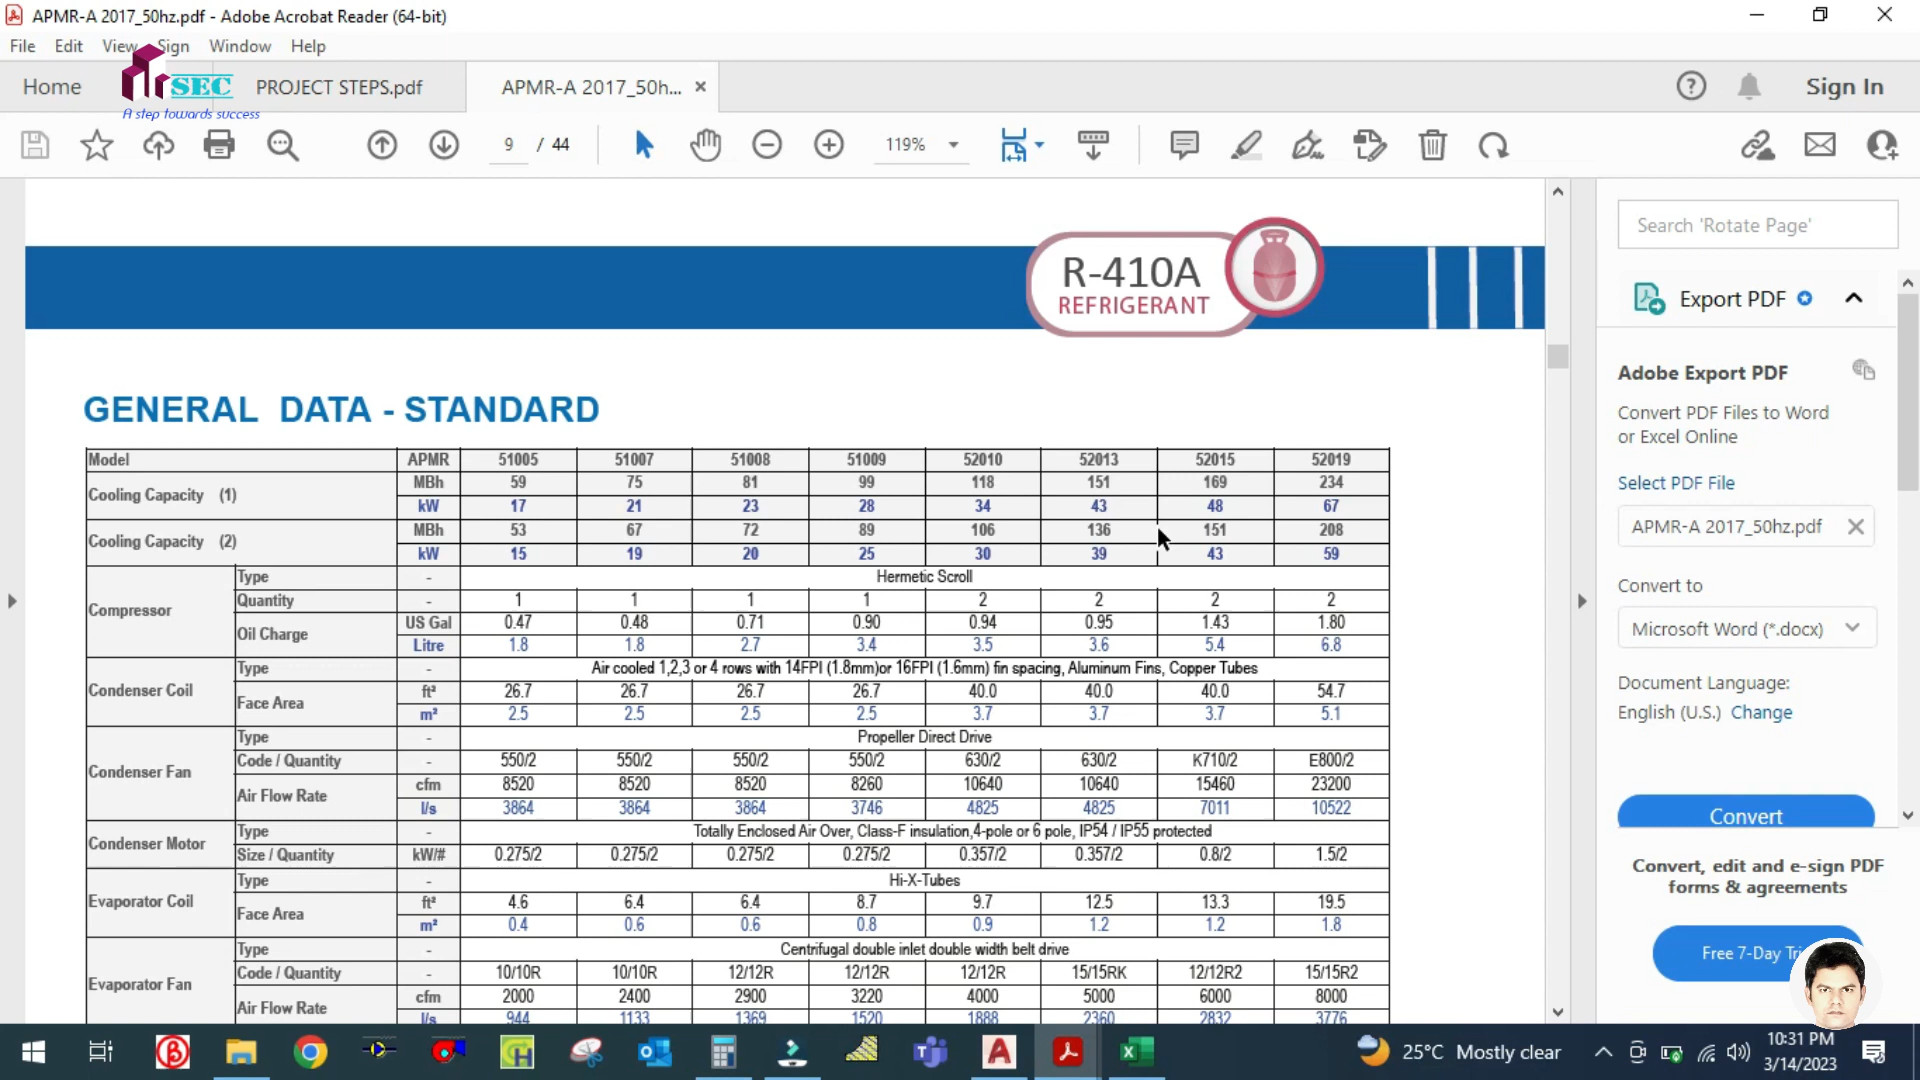 APMR-A 2017_50hz.pdf - Adobe Acrobat Reader (64-bit)
File Edit View Sign Window Help
Home SEC PROJECT STEPS.pdf APMR-A 2017_50h... × Sign In
A step towards success
9 / 44 119%
R-410A
REFRIGERANT
GENERAL DATA - STANDARD
Model APMR 51005 51007 51008 51009 52010 52013 52015 52019
Cooling Capacity (1) MBh 59 75 81 99 118 151 169 234
kW 17 21 23 28 34 43 48 67
Cooling Capacity (2) MBh 53 67 72 89 106 136 151 208
kW 15 19 20 25 30 39 43 59
Compressor Type - Hermetic Scroll
Quantity - 1 1 1 1 2 2 2 2
Oil Charge US Gal 0.47 0.48 0.71 0.90 0.94 0.95 1.43 1.80
Litre 1.8 1.8 2.7 3.4 3.5 3.6 5.4 6.8
Condenser Coil Type - Air cooled 1,2,3 or 4 rows with 14FPI (1.8mm)or 16FPI (1.6mm) fin spacing, Aluminum Fins, Copper Tubes
Face Area ft² 26.7 26.7 26.7 26.7 40.0 40.0 40.0 54.7
m² 2.5 2.5 2.5 2.5 3.7 3.7 3.7 5.1
Condenser Fan Type - Propeller Direct Drive
Code / Quantity - 550/2 550/2 550/2 550/2 630/2 630/2 K710/2 E800/2
Air Flow Rate cfm 8520 8520 8520 8260 10640 10640 15460 23200
l/s 3864 3864 3864 3746 4825 4825 7011 10522
Condenser Motor Type - Totally Enclosed Air Over, Class-F insulation,4-pole or 6 pole, IP54 / IP55 protected
Size / Quantity kW/# 0.275/2 0.275/2 0.275/2 0.275/2 0.357/2 0.357/2 0.8/2 1.5/2
Evaporator Coil Type - Hi-X-Tubes
Face Area ft² 4.6 6.4 6.4 8.7 9.7 12.5 13.3 19.5
m² 0.4 0.6 0.6 0.8 0.9 1.2 1.2 1.8
Evaporator Fan Type - Centrifugal double inlet double width belt drive
Code / Quantity - 10/10R 10/10R 12/12R 12/12R 12/12R 15/15RK 12/12R2 15/15R2
Air Flow Rate cfm 2000 2400 2900 3220 4000 5000 6000 8000
l/s 944 1133 1369 1520 1888 2360 2832 3776
Search 'Rotate Page'
Export PDF
Adobe Export PDF
Convert PDF Files to Word
or Excel Online
Select PDF File
APMR-A 2017_50hz.pdf
Convert to
Microsoft Word (*.docx)
Document Language:
English (U.S.) Change
Convert
Convert, edit and e-sign PDF
forms & agreements
Free 7-Day
25°C Mostly clear
10:31 PM
3/14/2023